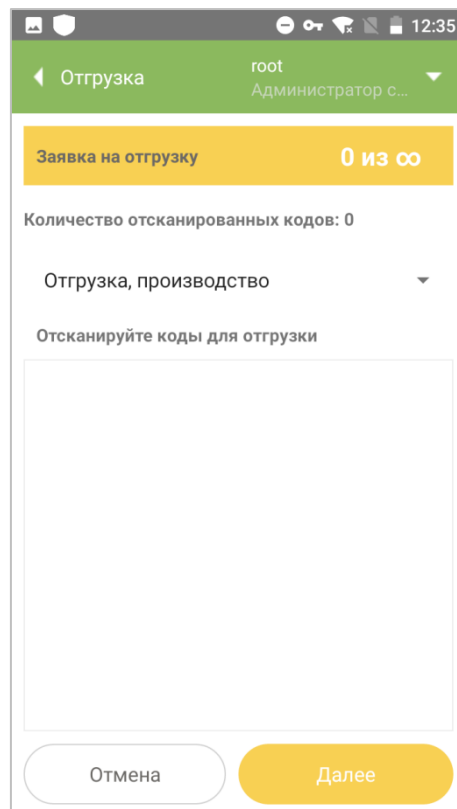 12:35
Отгрузка
root
Администратор с...
Заявка на отгрузку 0 из ∞
Количество отсканированных кодов: 0
Отгрузка, производство
Отсканируйте коды для отгрузки
Отмена Далее